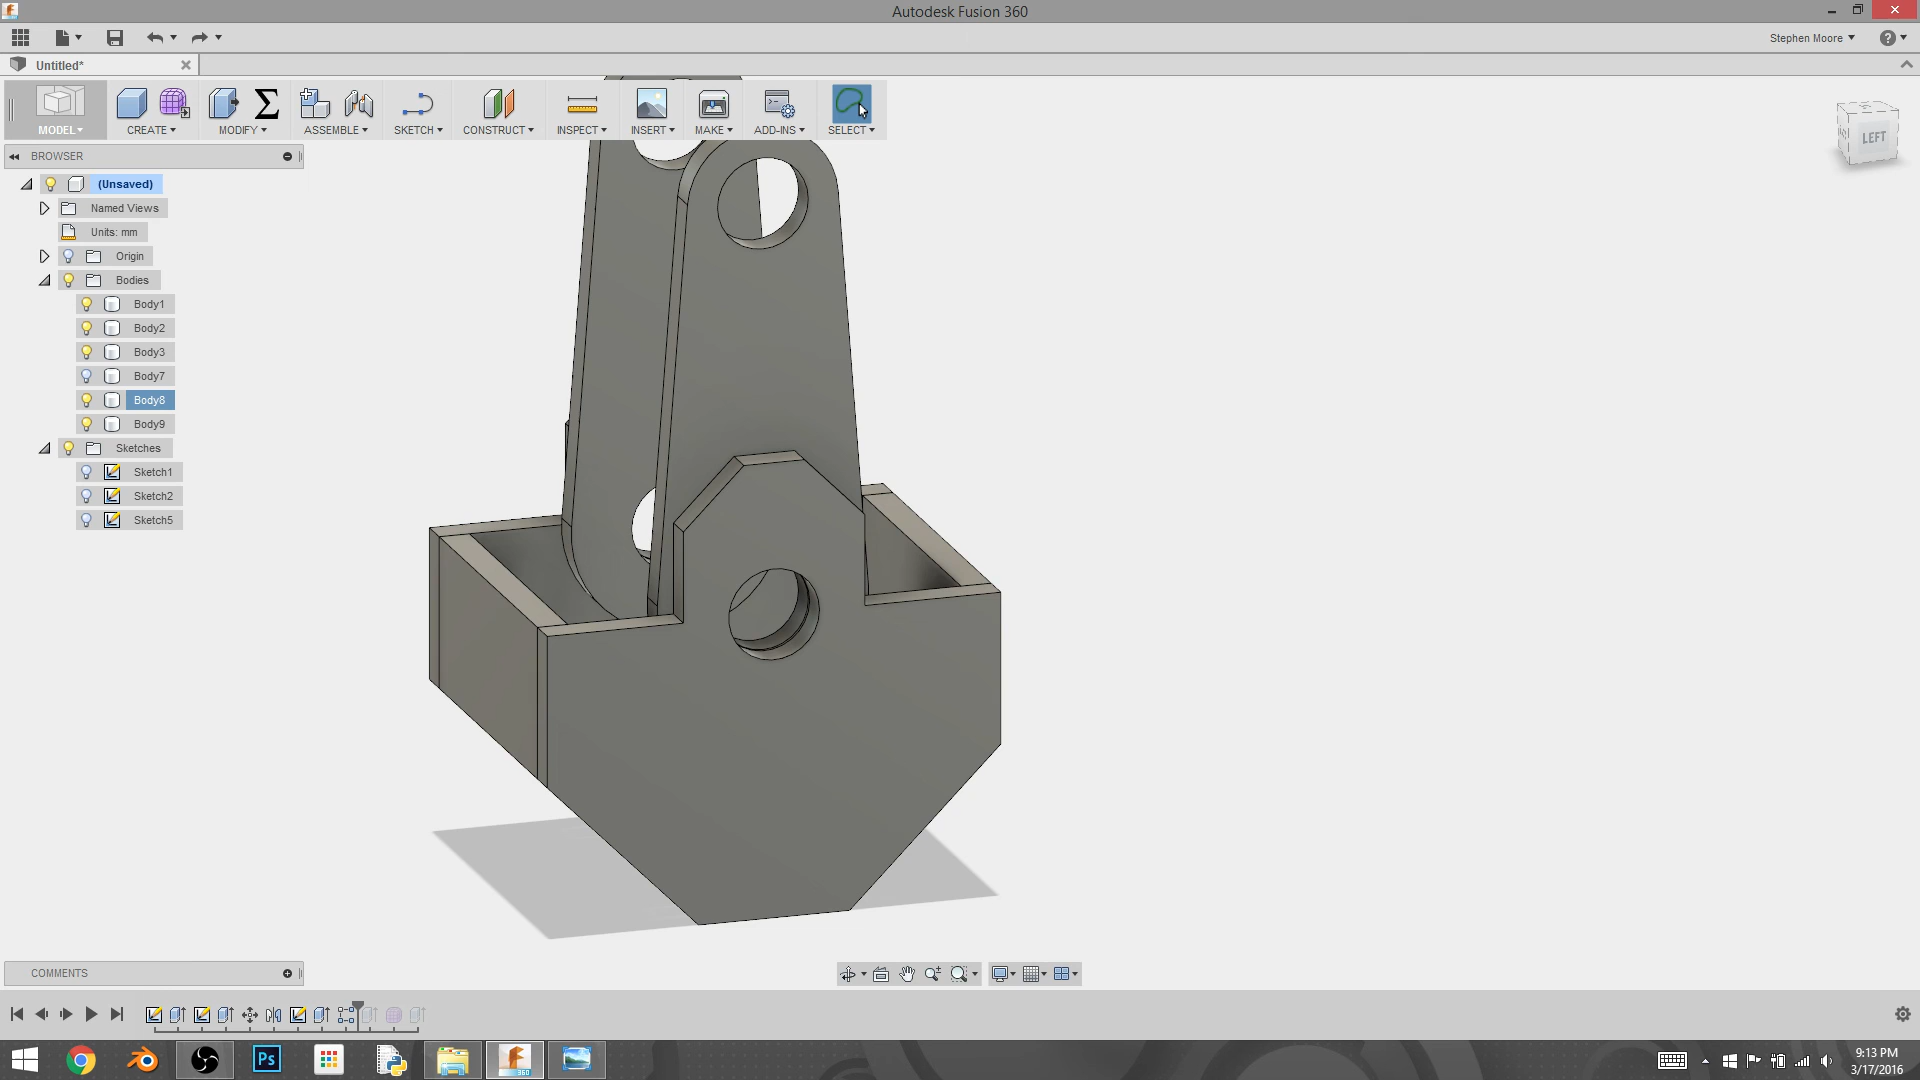 Autodesk Fusion 360
Stephen Moore
Untitled*
MODEL
CREATE
MODIFY
ASSEMBLE
SKETCH
CONSTRUCT
INSPECT
INSERT
MAKE
ADD-INS
SELECT
LEFT
BROWSER
(Unsaved)
Named Views
Units: mm
Origin
Bodies
Body1
Body2
Body3
Body7
Body8
Body9
Sketches
Sketch1
Sketch2
Sketch5
COMMENTS
Ps
360
9:13 PM
3/17/2016